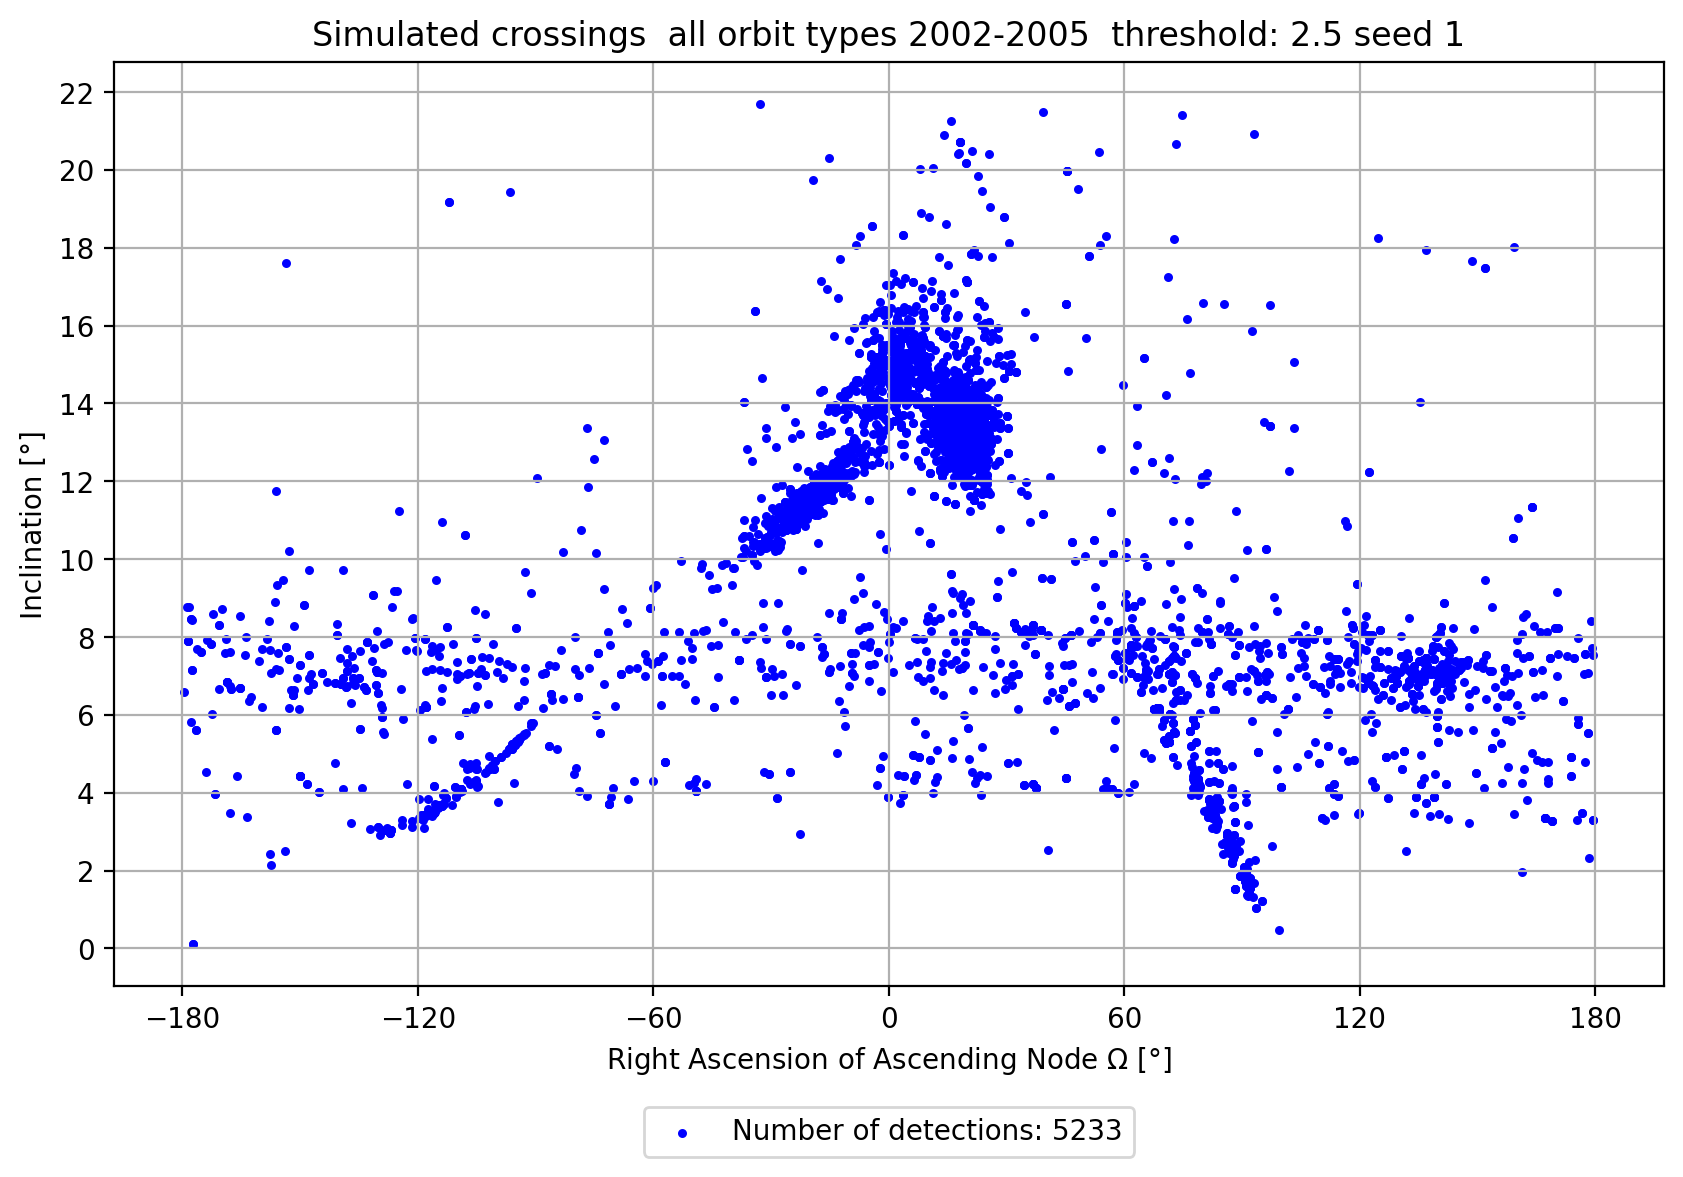 Simulated crossings  all orbit types 2002-2005  threshold: 2.5 seed 1
Inclination [°]
22
20
18
16
14
12
10
8
6
4
2
0
−180 −120 −60 0 60 120 180
Right Ascension of Ascending Node Ω [°]
Number of detections: 5233